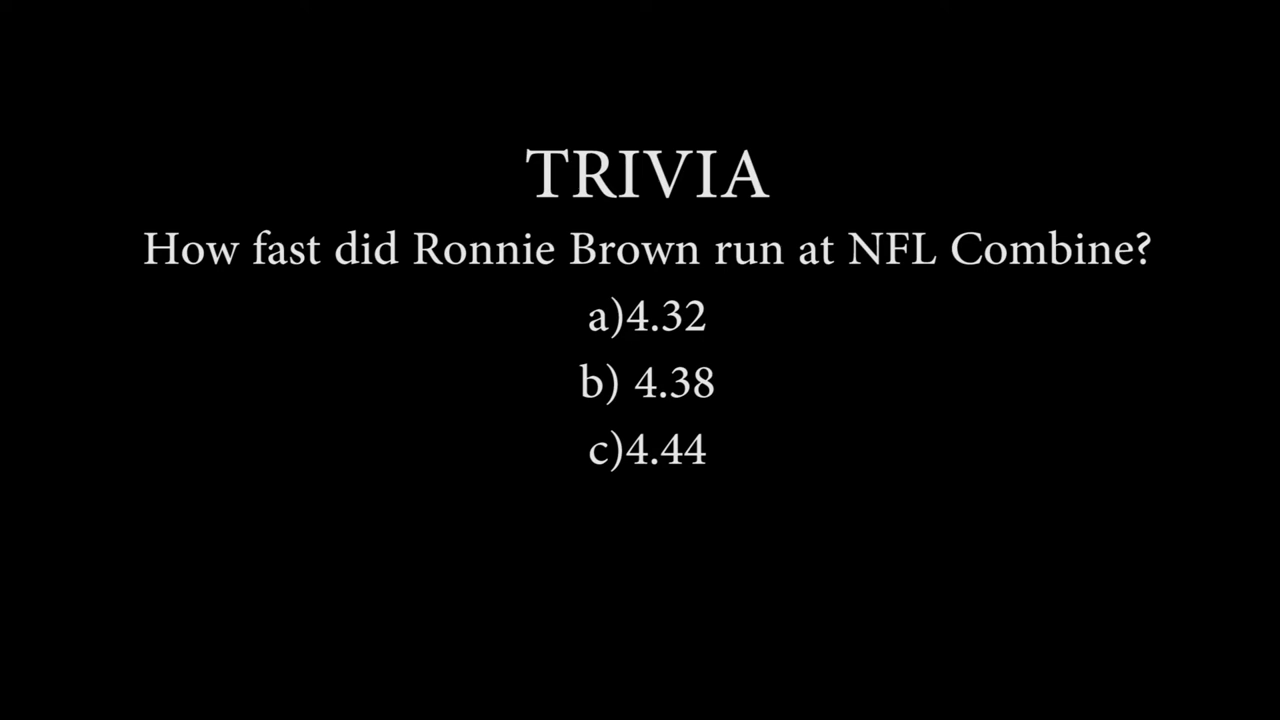 TRIVIA
How fast did Ronnie Brown run at NFL Combine?
a)4.32
b) 4.38
c)4.44